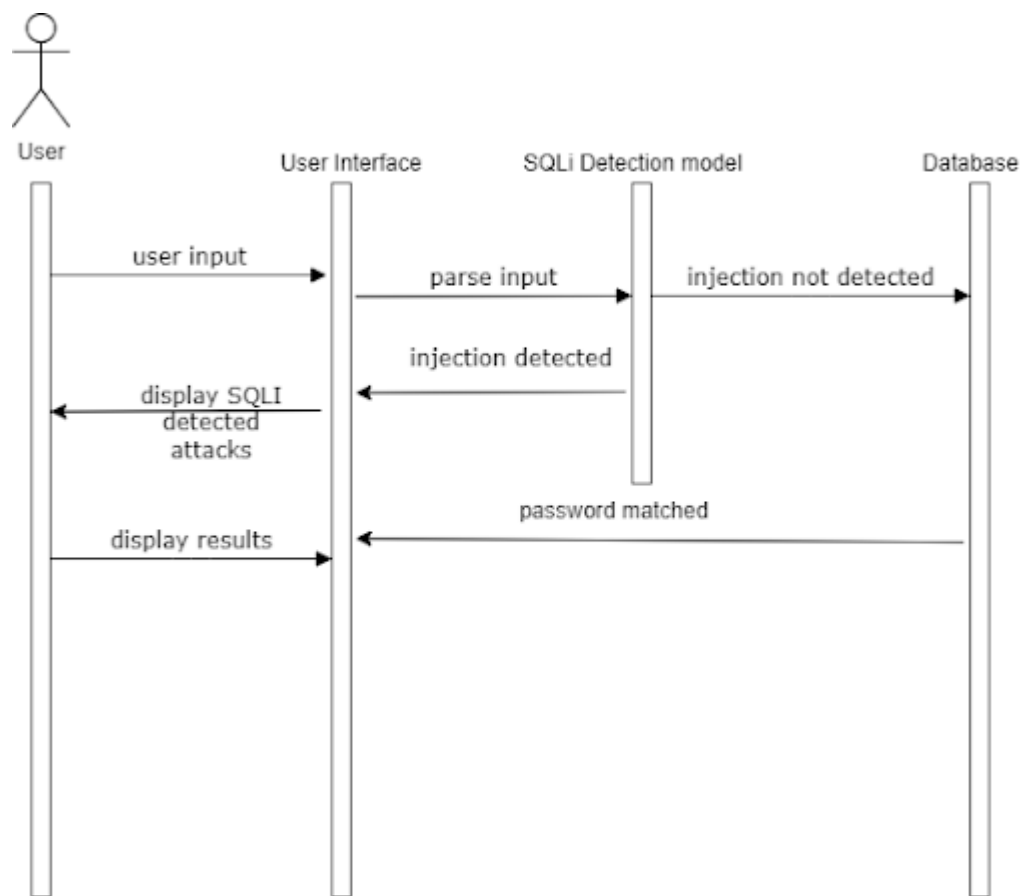 User
User Interface
SQLi Detection model
Database
user input
parse input
injection not detected
injection detected
display SQLI
detected
attacks
password matched
display results